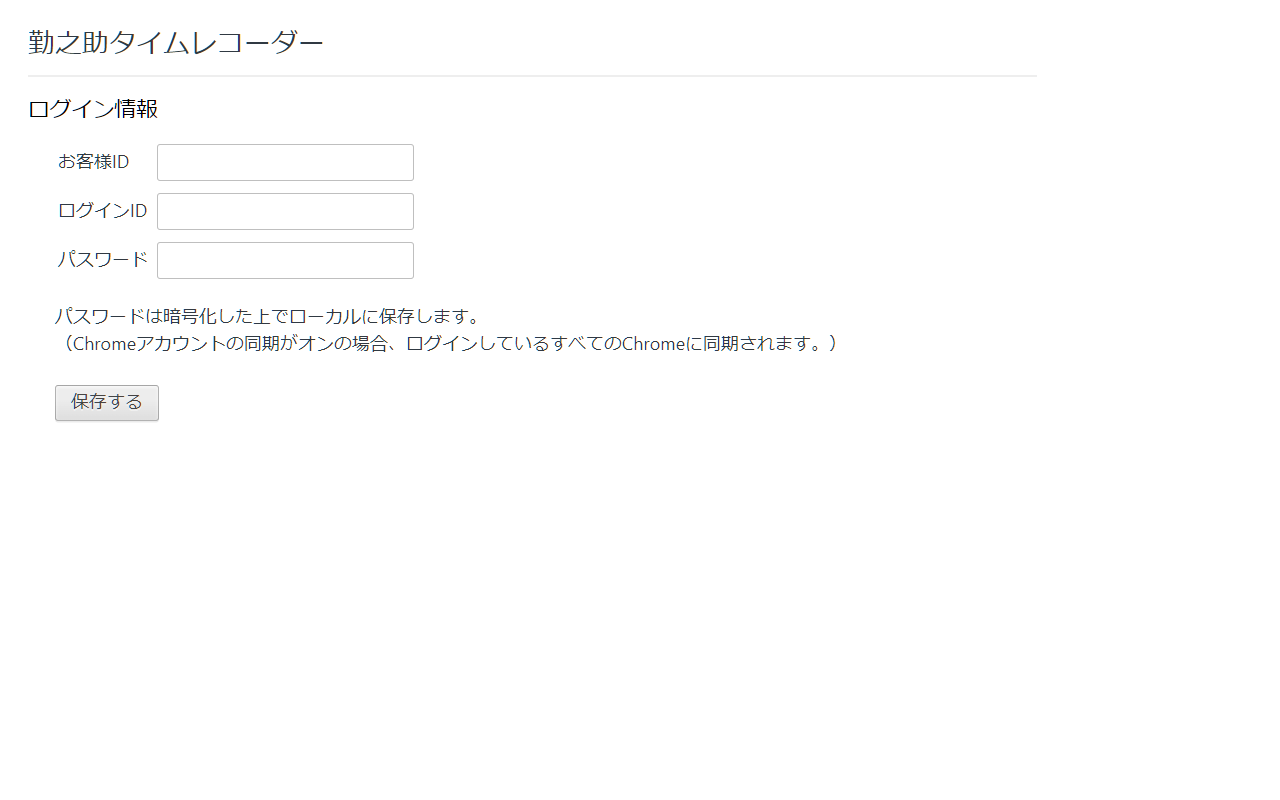 勤之助タイムレコーダー
ログイン情報
お客様ID
ログインID
パスワード
パスワードは暗号化した上でローカルに保存します。
（Chromeアカウントの同期がオンの場合、ログインしているすべてのChromeに同期されます。）
保存する